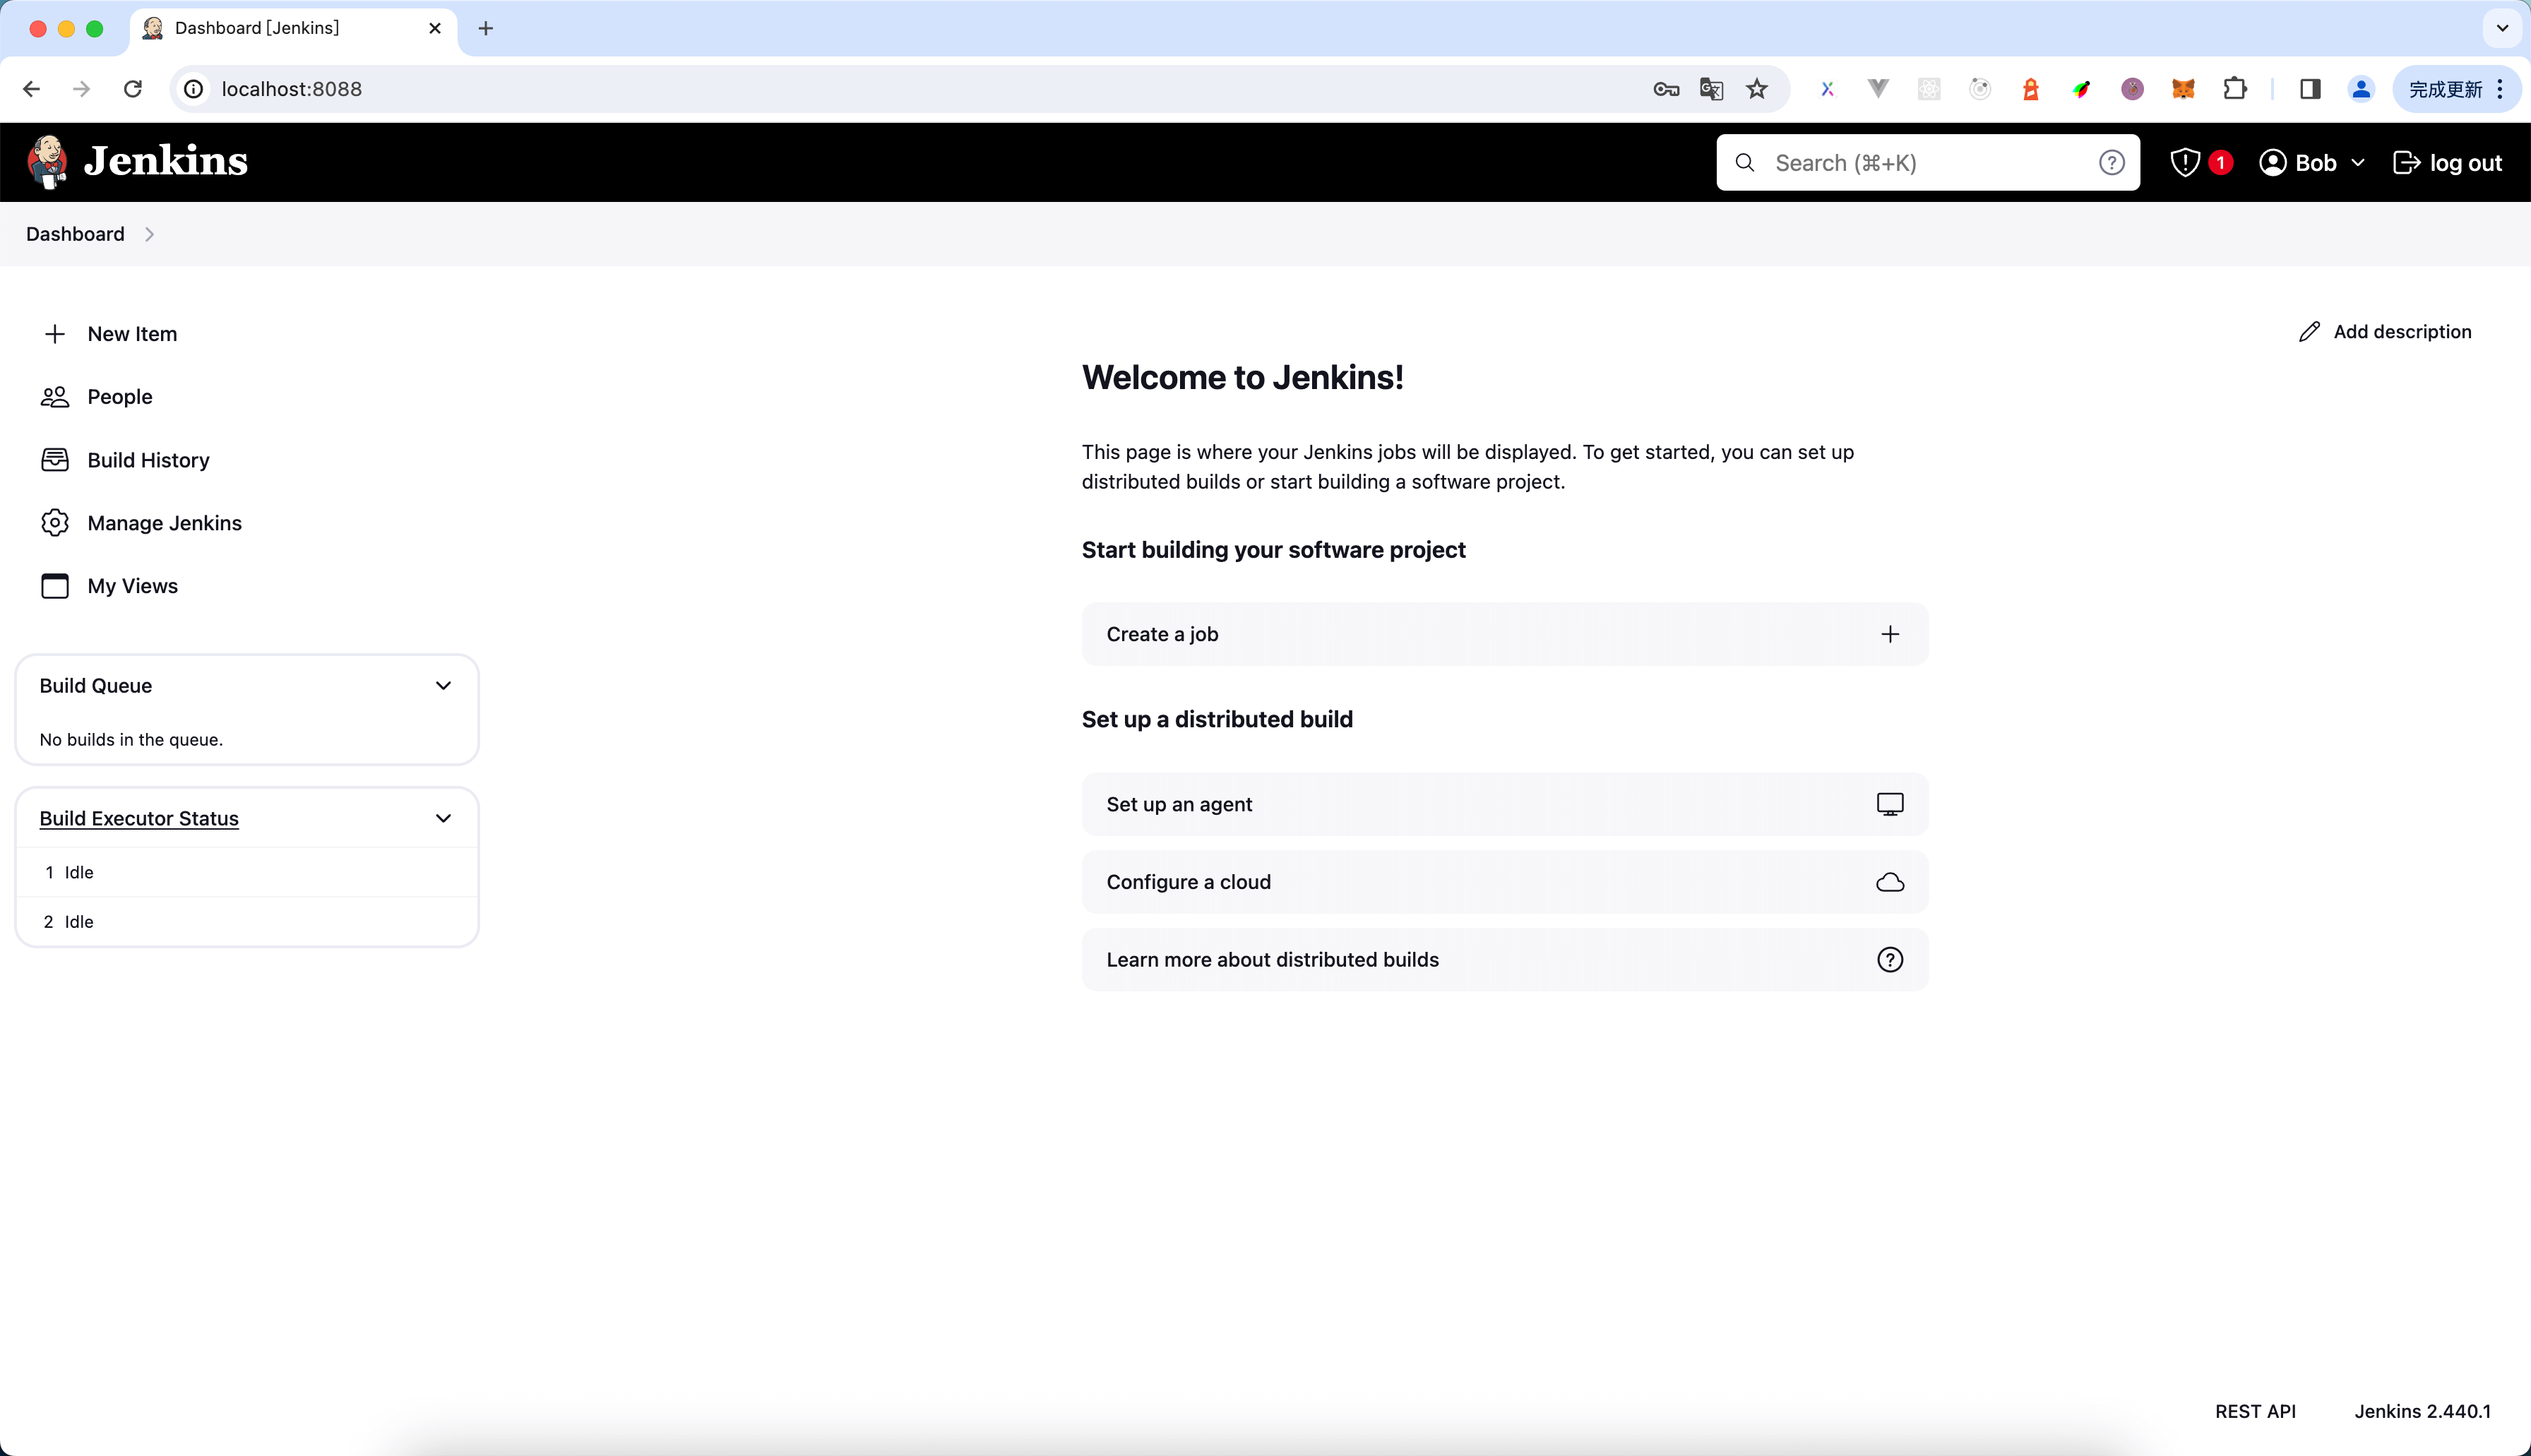 Dashboard [Jenkins]
localhost:8088
完成更新
Jenkins
Search (⌘+K)
1
Bob
log out
Dashboard
New Item
People
Build History
Manage Jenkins
My Views
Build Queue
No builds in the queue.
Build Executor Status
1 Idle
2 Idle
Add description
Welcome to Jenkins!
This page is where your Jenkins jobs will be displayed. To get started, you can set up
distributed builds or start building a software project.
Start building your software project
Create a job
Set up a distributed build
Set up an agent
Configure a cloud
Learn more about distributed builds
REST API
Jenkins 2.440.1